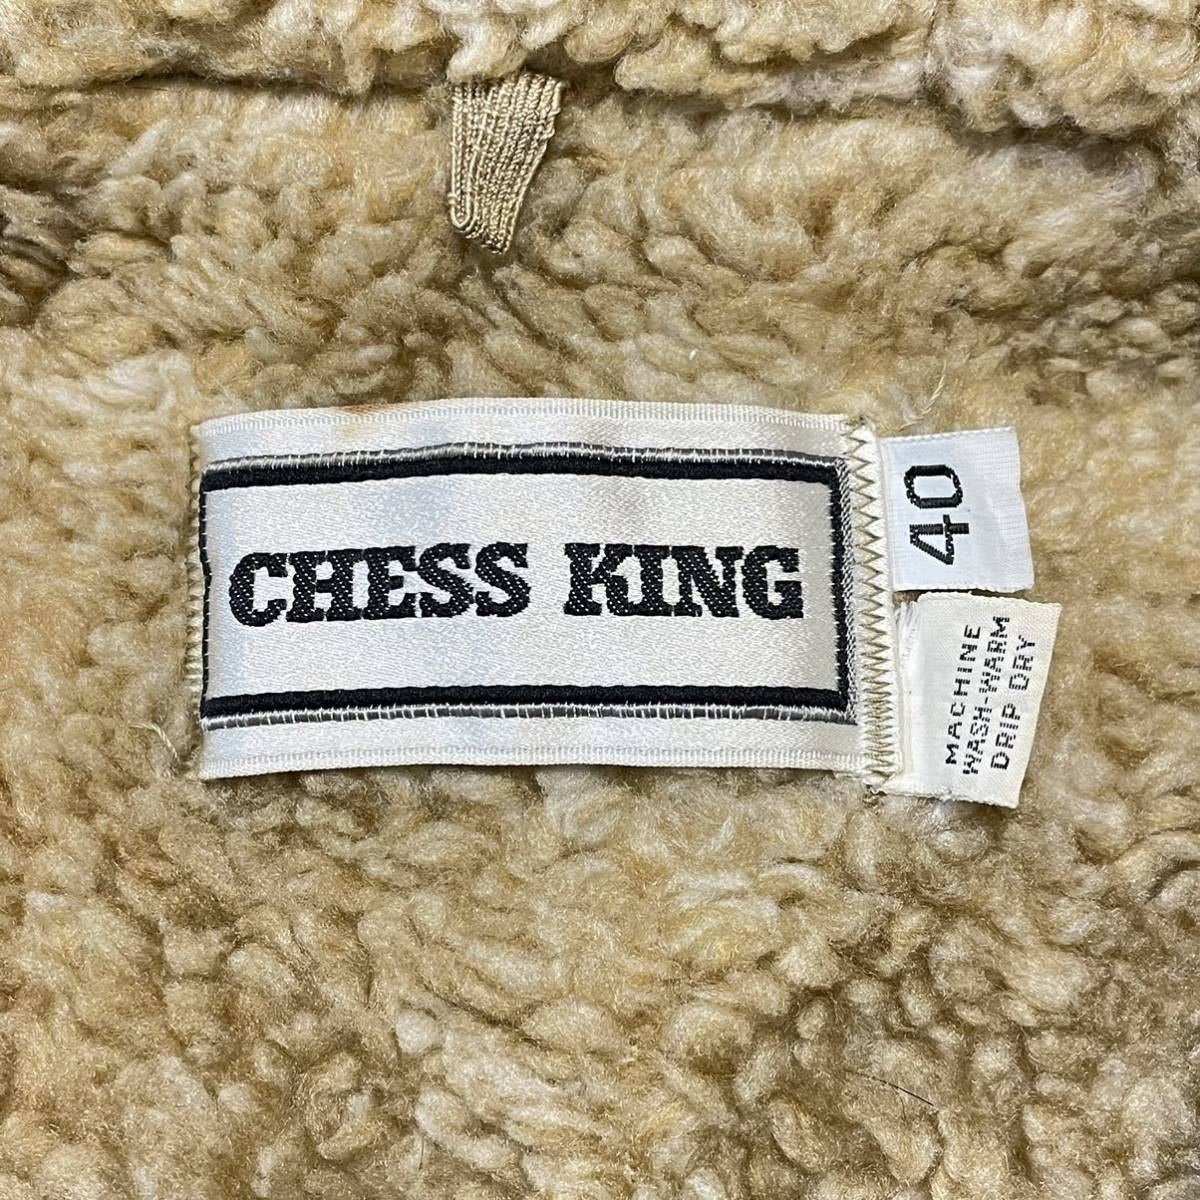 CHESS KING
40
MACHINE
WASH-WARM
DRIP DRY